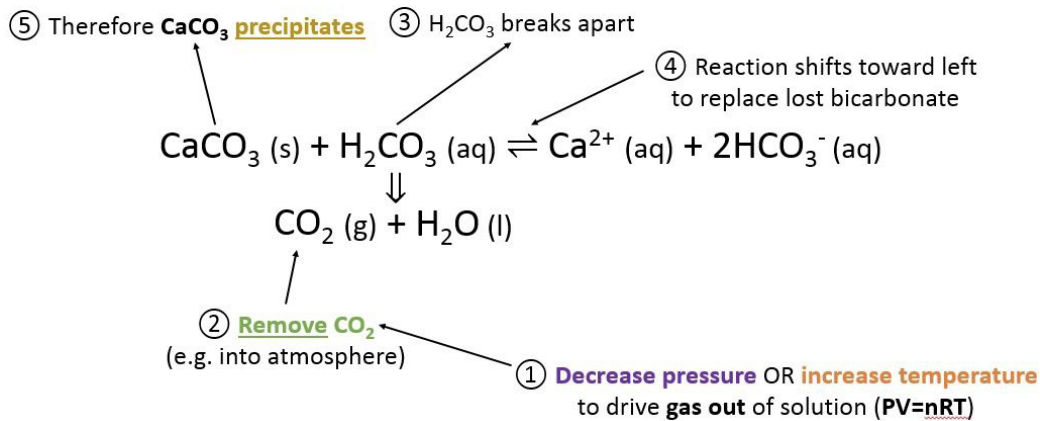 ⑤ Therefore CaCO₃ precipitates
③ H₂CO₃ breaks apart
④ Reaction shifts toward left
to replace lost bicarbonate
CaCO₃ (s) + H₂CO₃ (aq) ⇌ Ca²⁺ (aq) + 2HCO₃⁻ (aq)
⇓
CO₂ (g) + H₂O (l)
② Remove CO₂
(e.g. into atmosphere)
① Decrease pressure OR increase temperature
to drive gas out of solution (PV=nRT)